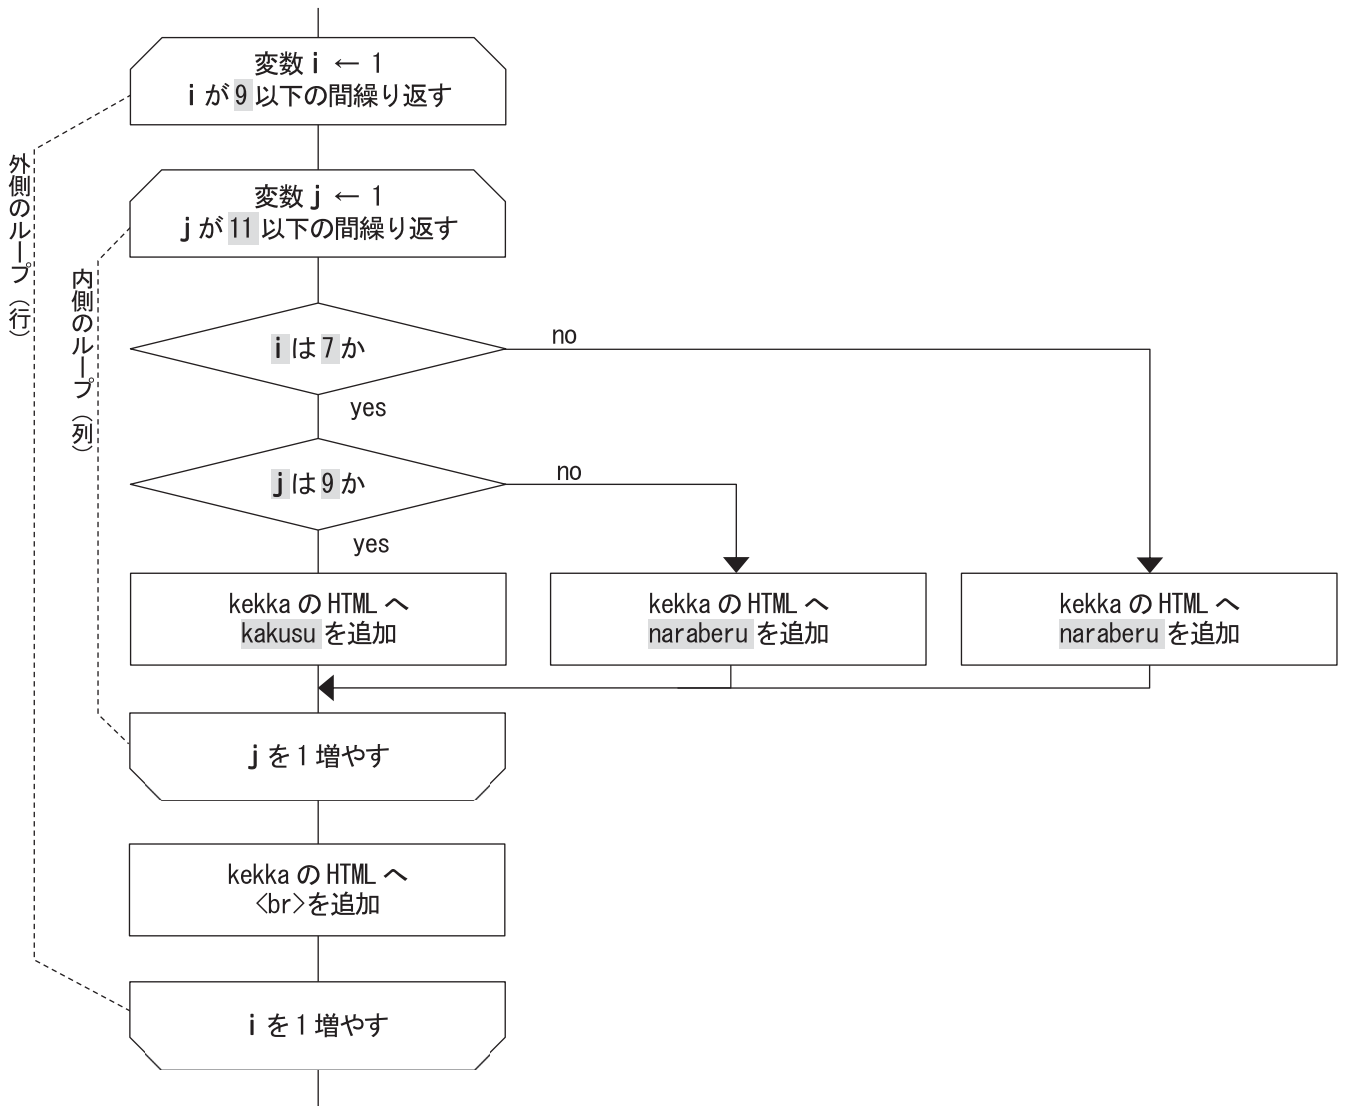 変数 i ← 1
i が 9 以下の間繰り返す
外側のループ（行）
変数 j ← 1
j が 11 以下の間繰り返す
内側のループ（列）
i は 7 か
no
yes
j は 9 か
no
yes
kekka の HTML へ
kakusu を追加
kekka の HTML へ
naraberu を追加
kekka の HTML へ
naraberu を追加
j を 1 増やす
kekka の HTML へ
<br>を追加
i を 1 増やす